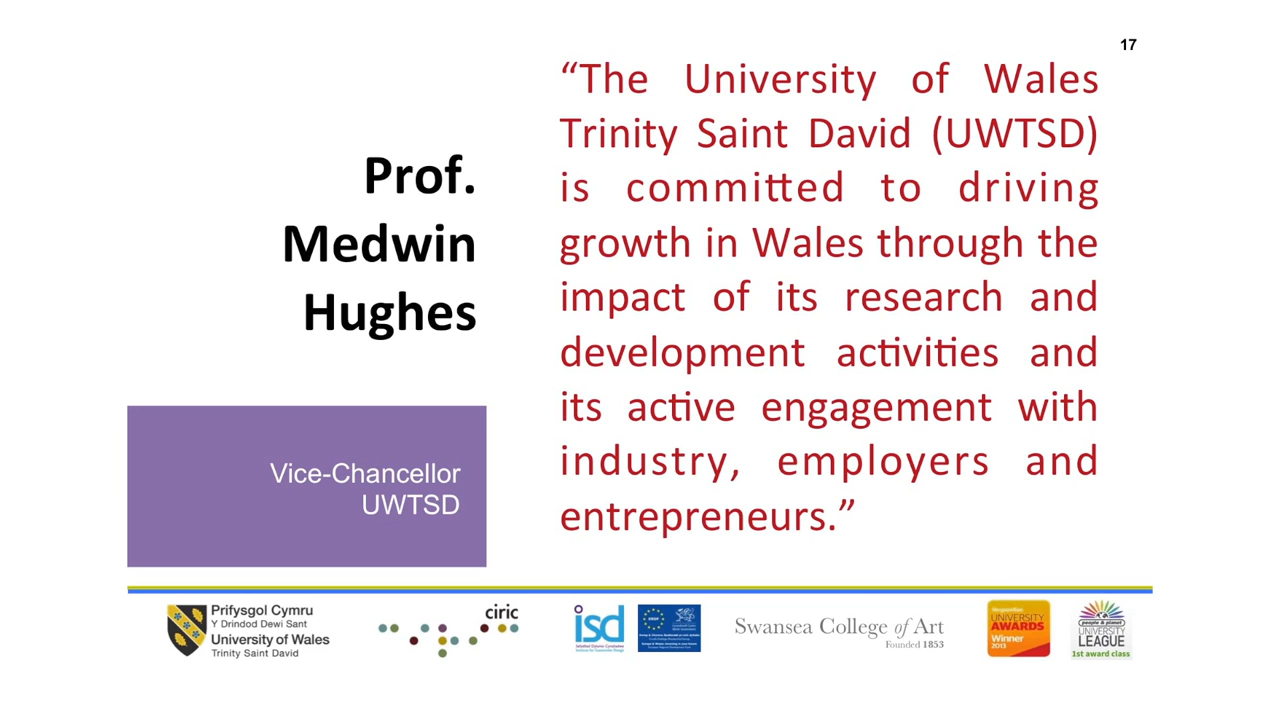 17
Prof.
Medwin
Hughes
Vice-Chancellor
UWTSD
“The University of Wales
Trinity Saint David (UWTSD)
is committed to driving
growth in Wales through the
impact of its research and
development activities and
its active engagement with
industry, employers and
entrepreneurs.”
Prifysgol Cymru
Y Drindod Dewi Sant
University of Wales
Trinity Saint David
ciric
isd
Swansea College of Art
Founded 1853
UNIVERSITY
AWARDS
Winner
2013
people & planet
UNIVERSITY
LEAGUE
1st award class